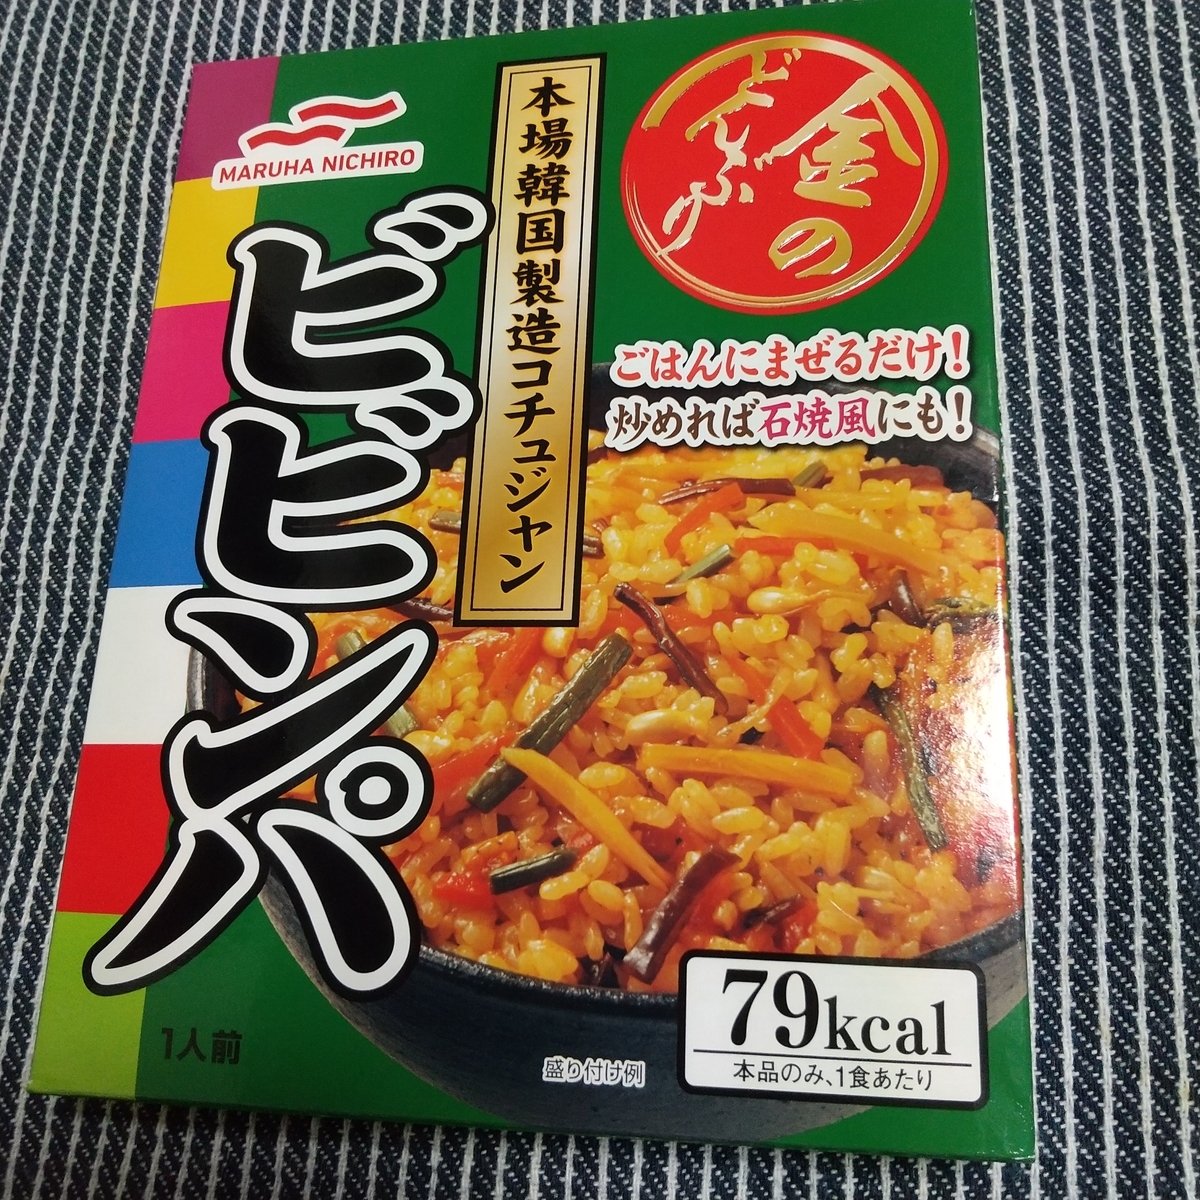 MARUHA NICHIRO
金の
どんぶり
本場韓国製造コチュジャン
ビビンパ
ごはんにまぜるだけ!
炒めれば石焼風にも!
79kcal
本品のみ、1食あたり
1人前
盛り付け例